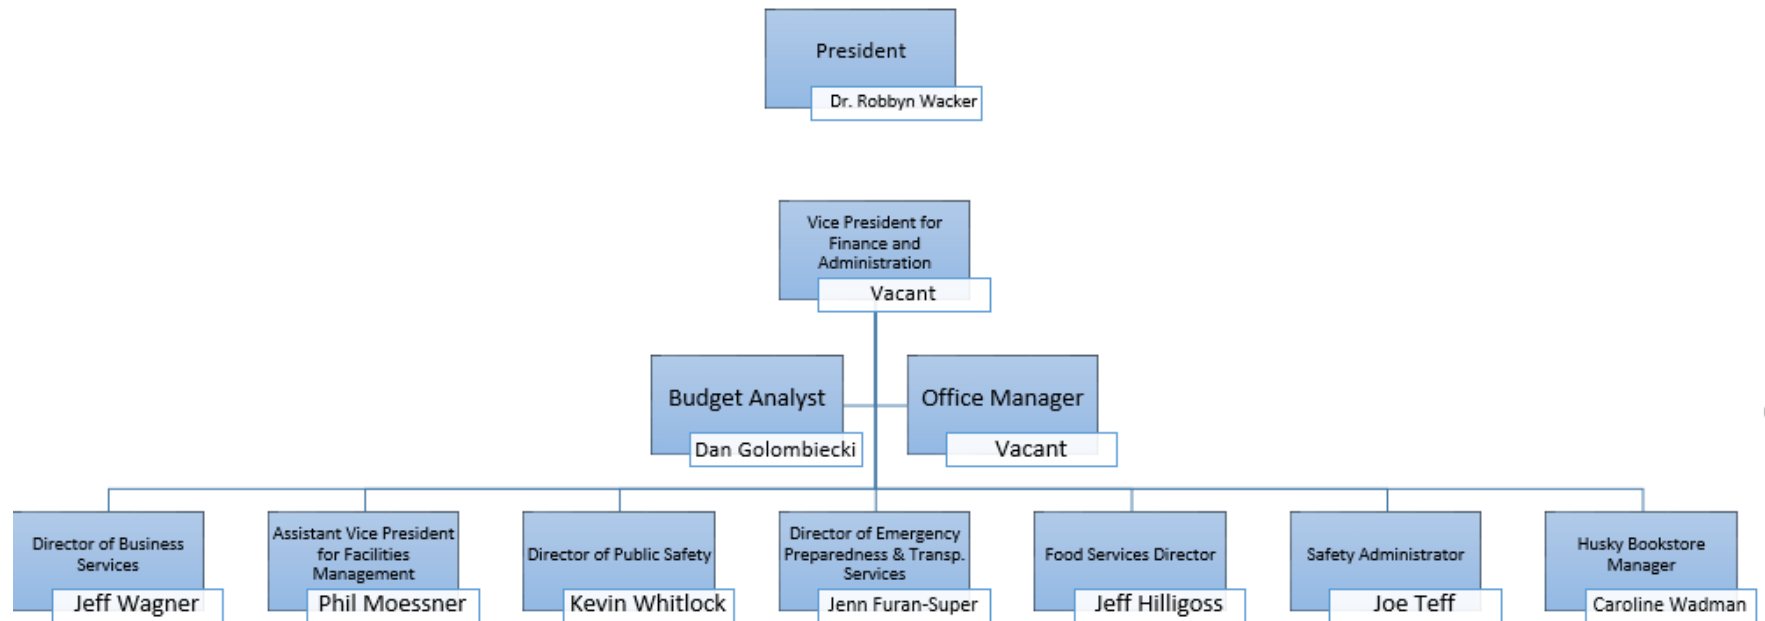 President
Dr. Robbyn Wacker
Vice President for
Finance and
Administration
Vacant
Budget Analyst
Dan Golombiecki
Office Manager
Vacant
Director of Business
Services
Jeff Wagner
Assistant Vice President
for Facilities
Management
Phil Moessner
Director of Public Safety
Kevin Whitlock
Director of Emergency
Preparedness & Transp.
Services
Jenn Furan-Super
Food Services Director
Jeff Hilligoss
Safety Administrator
Joe Teff
Husky Bookstore
Manager
Caroline Wadman